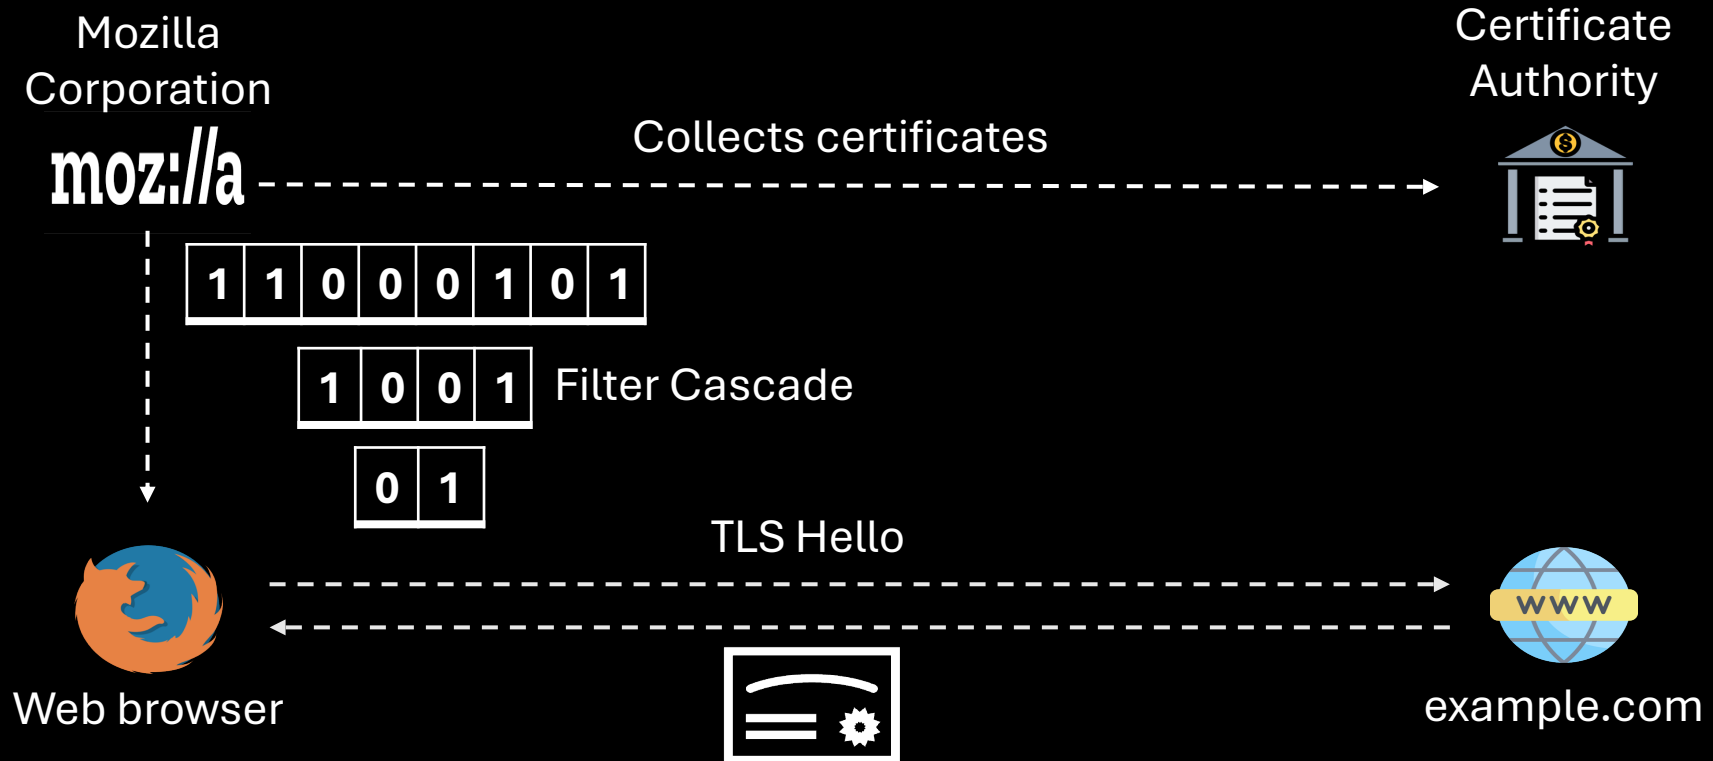 Mozilla
Corporation
moz://a
Certificate
Authority
Collects certificates
1 1 0 0 0 1 0 1
1 0 0 1
Filter Cascade
0 1
TLS Hello
WWW
Web browser
example.com